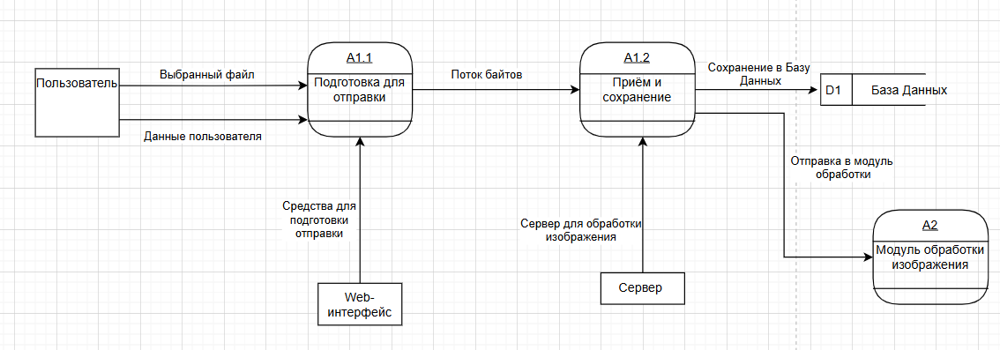 Пользователь
Выбранный файл
Данные пользователя
A1.1
Подготовка для
отправки
Поток байтов
A1.2
Приём и
сохранение
Сохранение в Базу
Данных
D1
База Данных
Отправка в модуль
обработки
Средства для
подготовки
отправки
Сервер для обработки
изображения
A2
Модуль обработки
изображения
Web-
интерфейс
Сервер